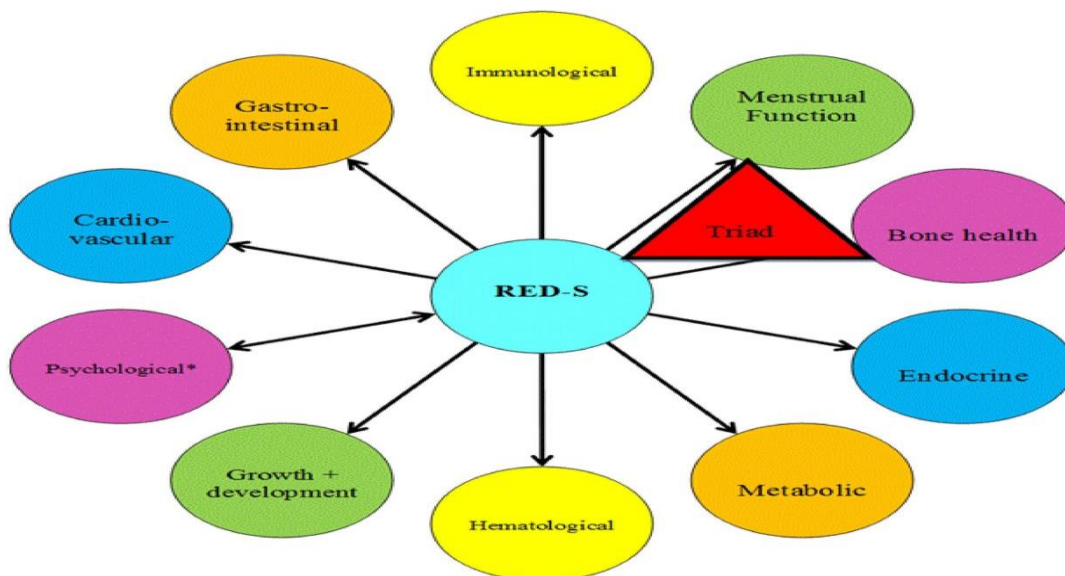 Immunological
Gastro-
intestinal
Menstrual
Function
Cardio-
vascular
Triad
Bone health
RED-S
Psychological*
Endocrine
Growth +
development
Metabolic
Hematological